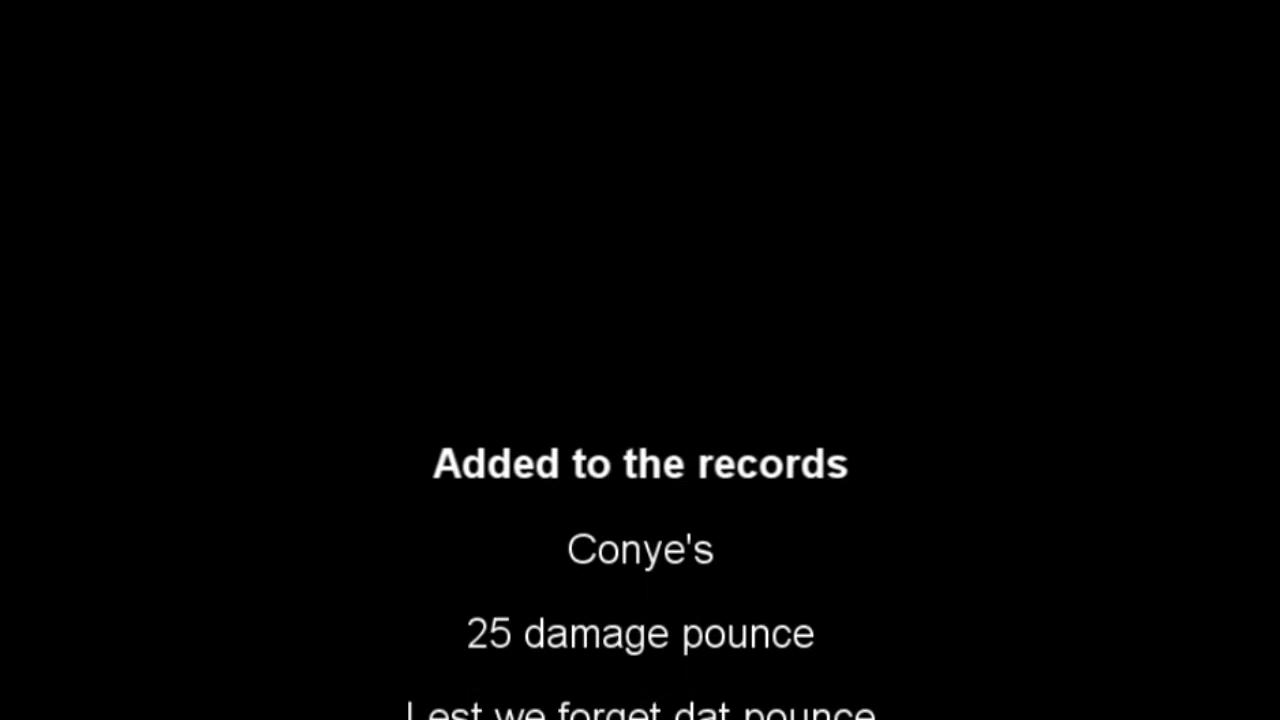 Added to the records
Conye's
25 damage pounce
Lest we forget dat pounce